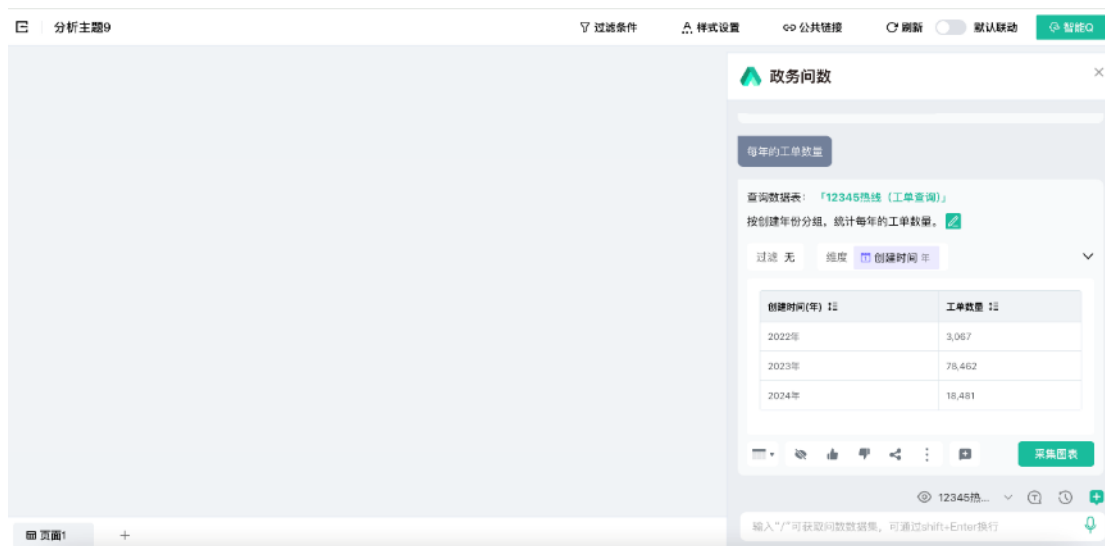 分析主题9
过滤条件
样式设置
公共链接
刷新
默认联动
智能Q
政务问数
每年的工单数量
查询数据表: 「12345热线（工单查询）」
按创建年份分组，统计每年的工单数量。
过滤 无 维度 创建时间 年
创建时间(年) 工单数量
2022年 3,067
2023年 78,462
2024年 18,481
采集图表
12345热...
输入"/"可获取问数数据集，可通过shift+Enter换行
页面1